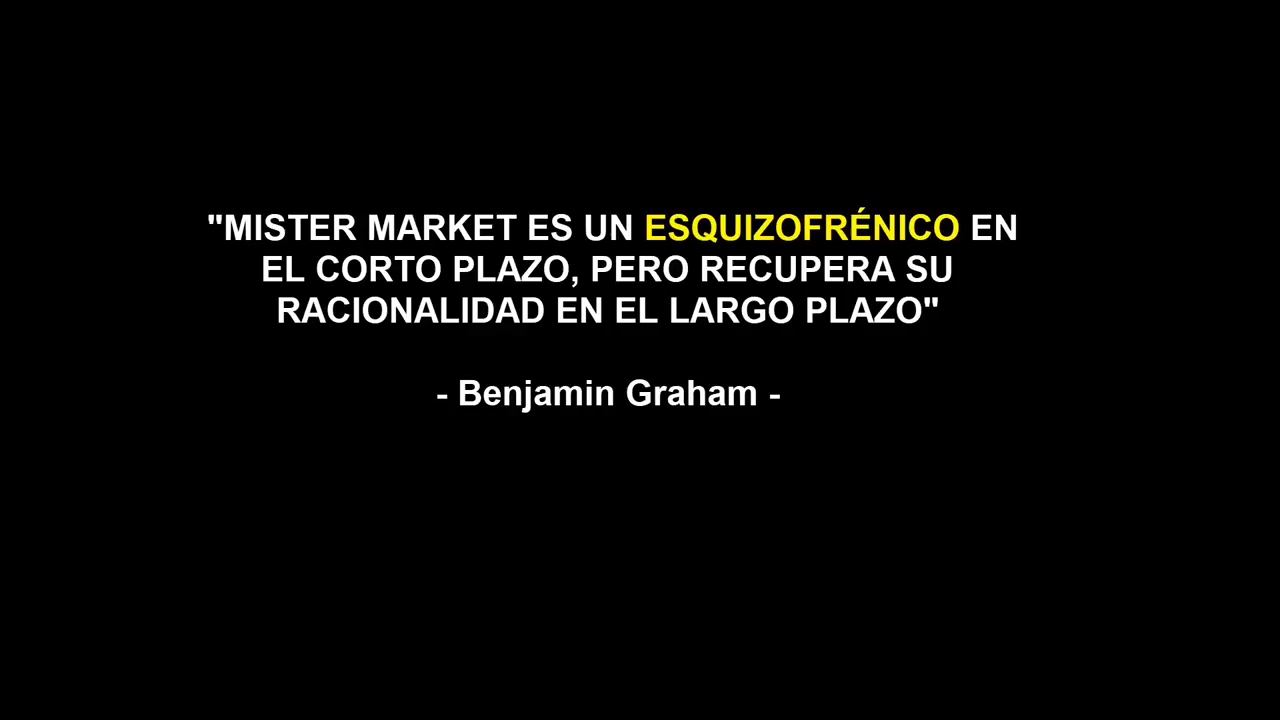 "MISTER MARKET ES UN ESQUIZOFRÉNICO EN
EL CORTO PLAZO, PERO RECUPERA SU
RACIONALIDAD EN EL LARGO PLAZO"
- Benjamin Graham -